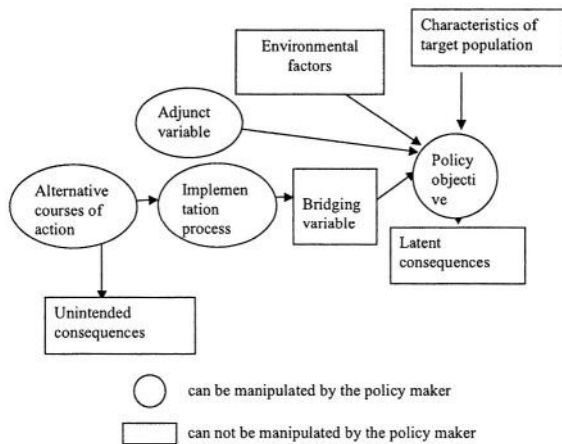 Characteristics of
target population
Environmental
factors
Adjunct
variable
Policy
objecti
ve
Alternative
courses of
action
Implemen
tation
process
Bridging
variable
Latent
consequences
Unintended
consequences
can be manipulated by the policy maker
can not be manipulated by the policy maker